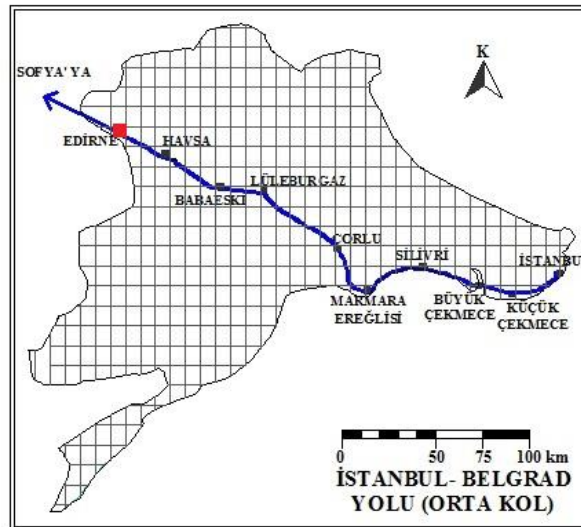 SOFYA'YA
K
EDİRNE
HAVSA
BABAESKI
LÜLEBURGAZ
ÇORLU
SİLİVRİ
İSTANBU
MARMARA
EREĞLİSİ
BÜYÜK
ÇEKMECE
KÜÇÜK
ÇEKMECE
0 50 100 km
İSTANBUL- BELGRAD
YOLU (ORTA KOL)